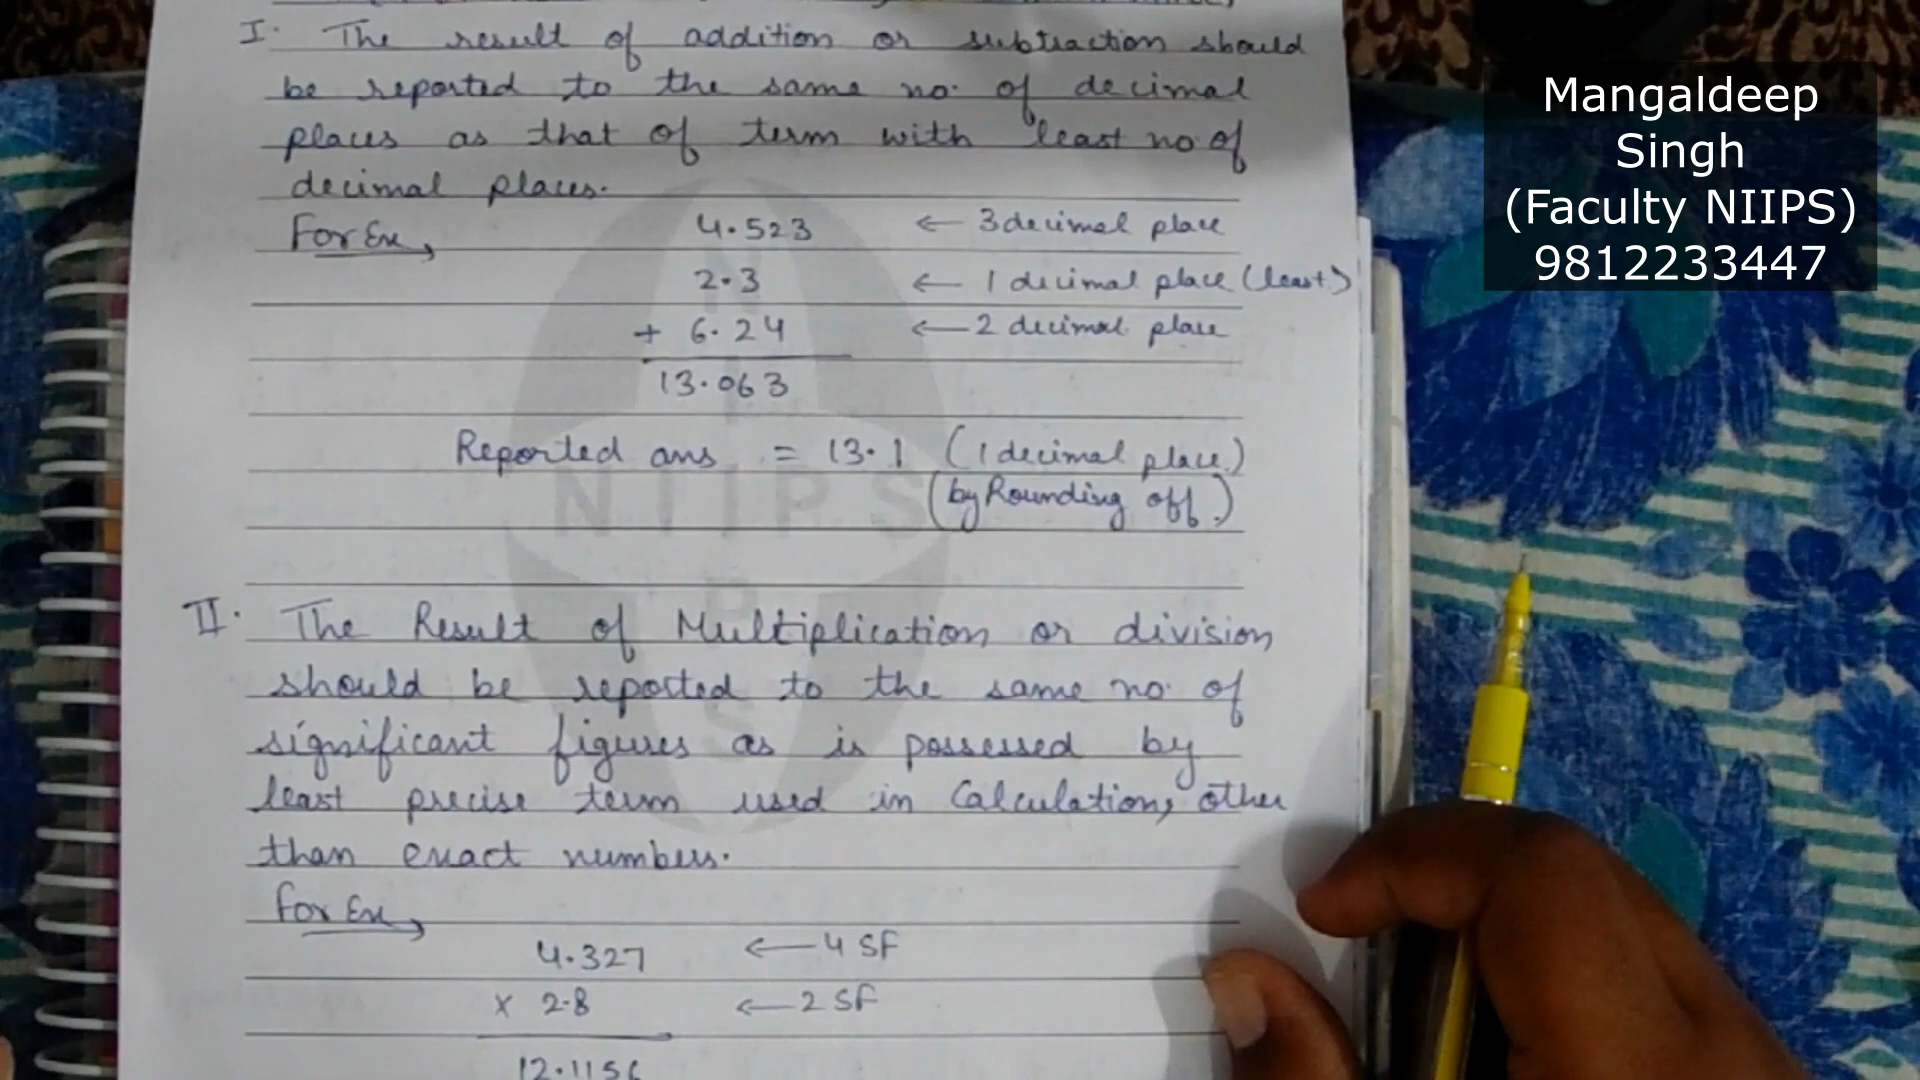 I. The result of addition or subtraction should
be reported to the same no. of decimal
places as that of term with least no. of
decimal places.
For Ex
4.523 ← 3 decimal place
2.3 ← 1 decimal place (least.)
+ 6.24 ← 2 decimal place
13.063
Reported ans = 13.1 (1 decimal place.)
(by Rounding off.)
II. The Result of Multiplication or division
should be reported to the same no. of
significant figures as is possessed by
least precise term used in Calculation, other
than exact numbers.
For Ex
4.327 ← 4 SF
x 2.8 ← 2 SF
12.1156
NIIPS
Mangaldeep
Singh
(Faculty NIIPS)
9812233447